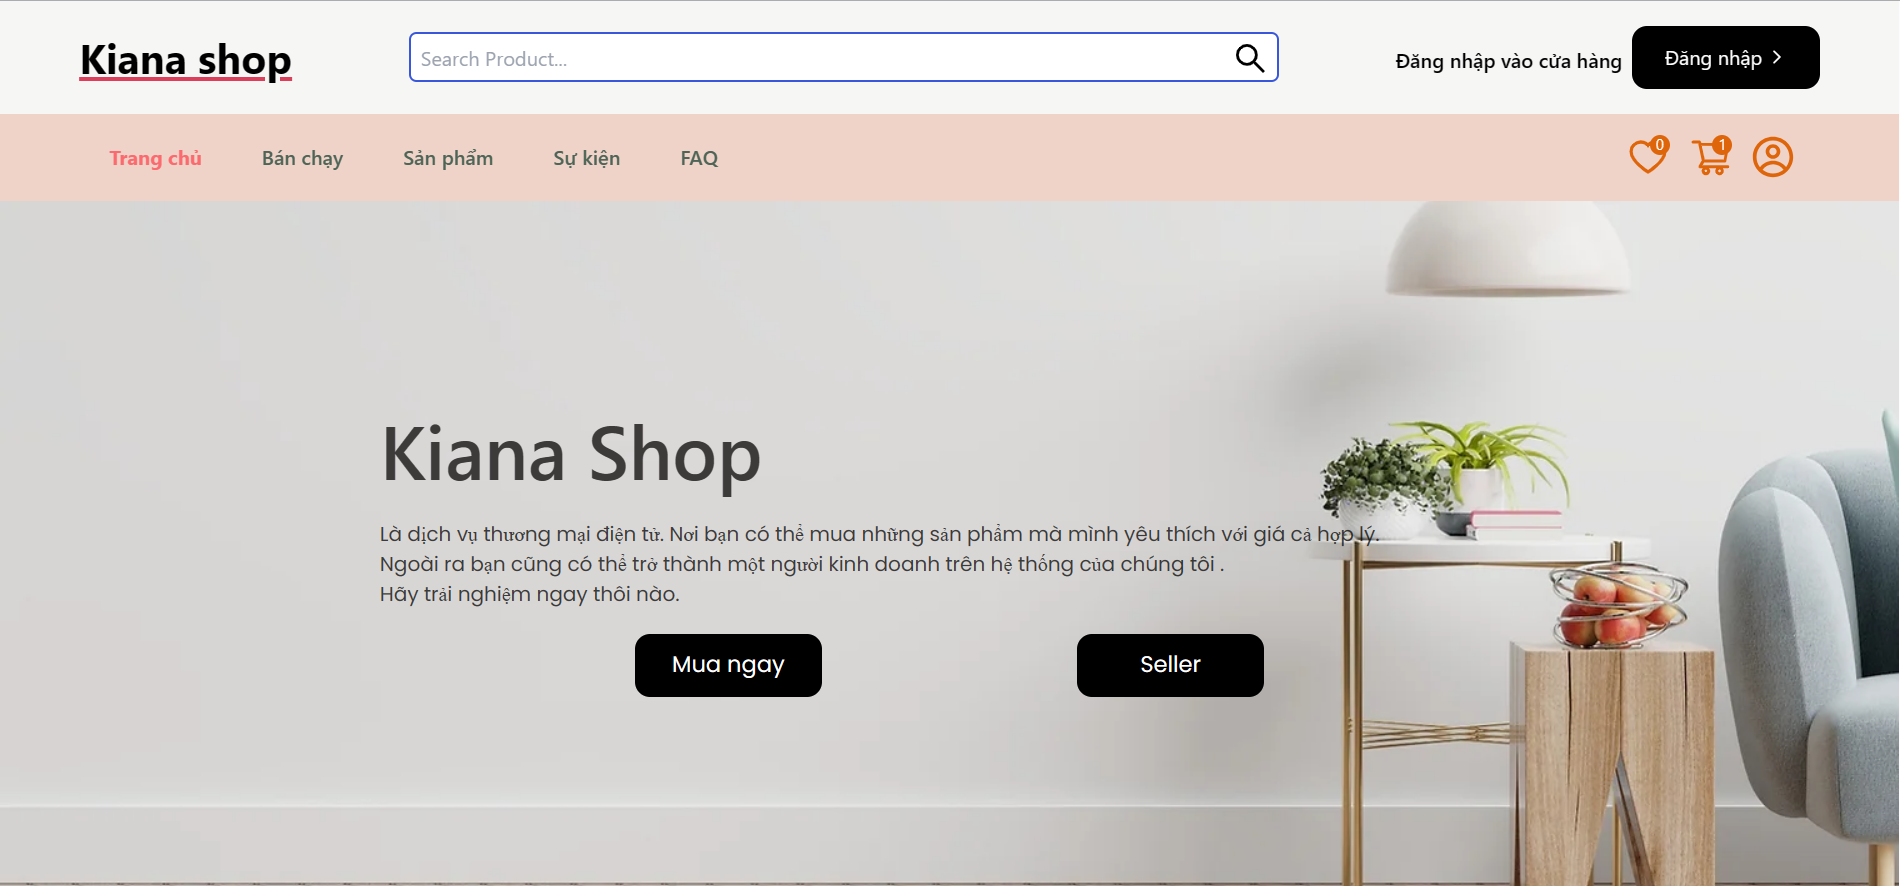 Kiana shop
Search Product...
Đăng nhập vào cửa hàng
Đăng nhập
Trang chủ
Bán chạy
Sản phẩm
Sự kiện
FAQ
0
1
Kiana Shop
Là dịch vụ thương mại điện tử. Nơi bạn có thể mua những sản phẩm mà mình yêu thích với giá cả hợp lý.
Ngoài ra bạn cũng có thể trở thành một người kinh doanh trên hệ thống của chúng tôi .
Hãy trải nghiệm ngay thôi nào.
Mua ngay
Seller